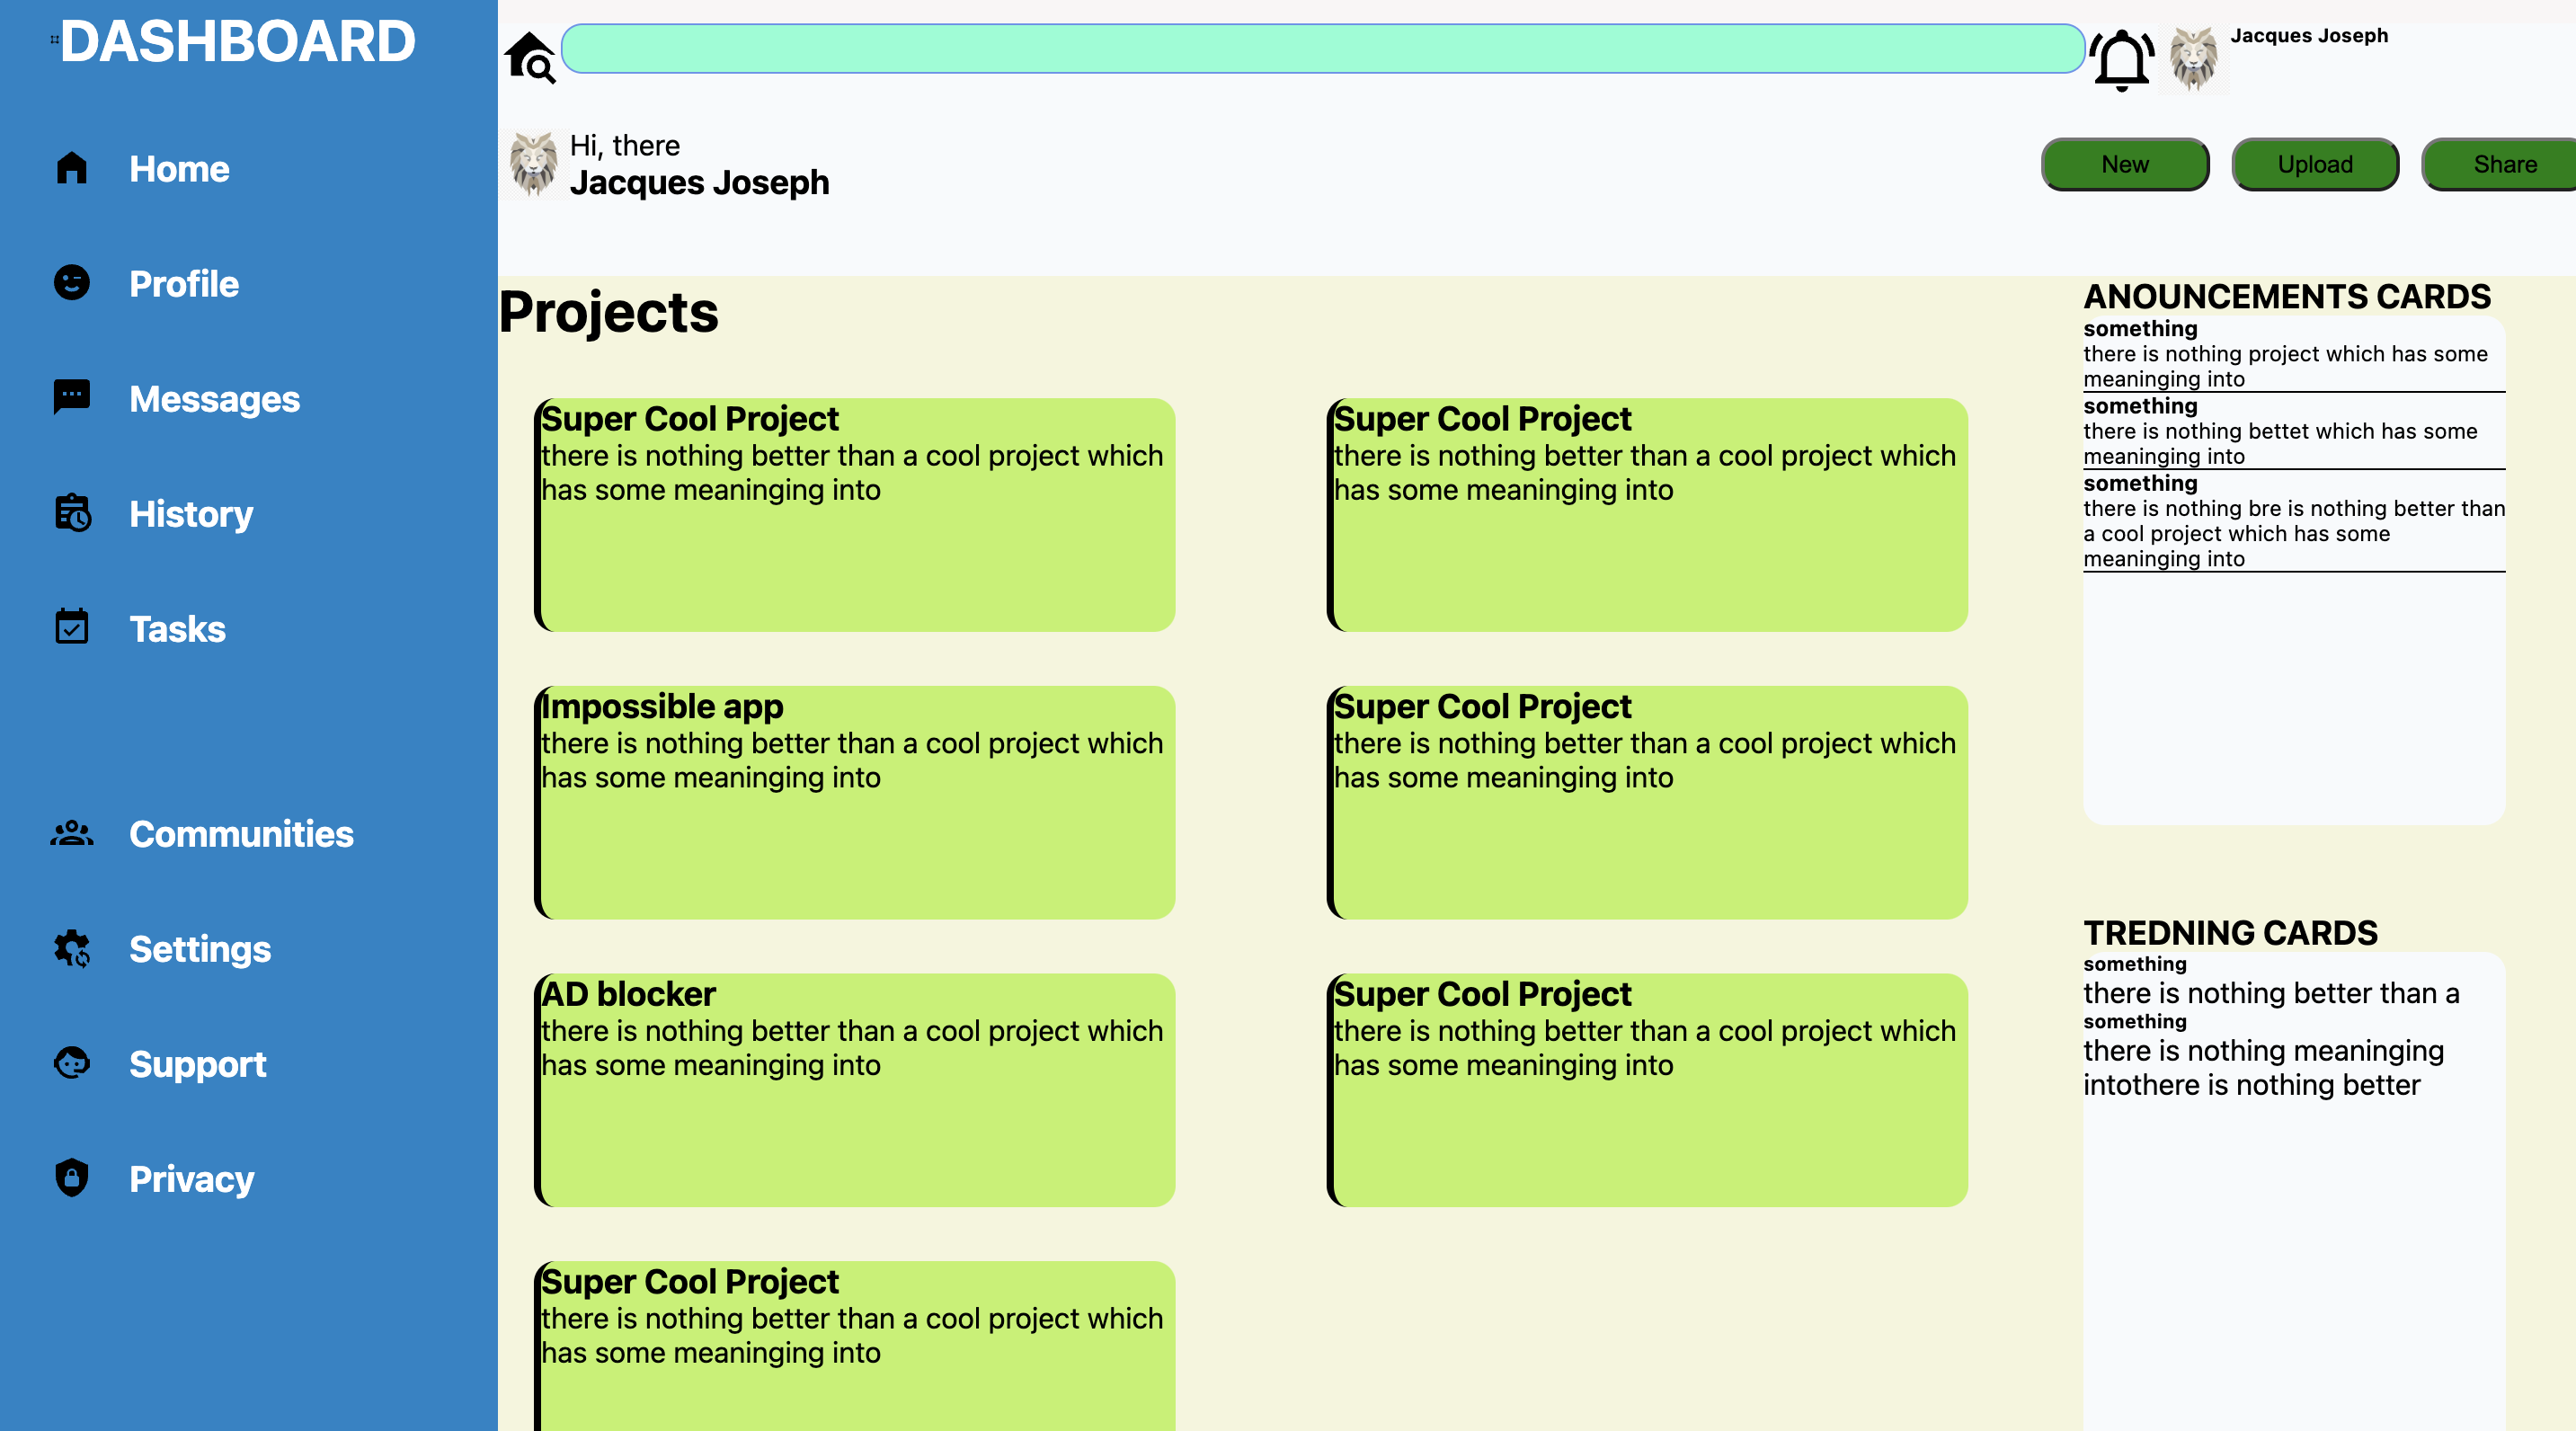 DASHBOARD
Home
Profile
Messages
History
Tasks
Communities
Settings
Support
Privacy
Jacques Joseph
Hi, there
Jacques Joseph
New
Upload
Share
Projects
Super Cool Project
there is nothing better than a cool project which
has some meaninging into
Super Cool Project
there is nothing better than a cool project which
has some meaninging into
Impossible app
there is nothing better than a cool project which
has some meaninging into
Super Cool Project
there is nothing better than a cool project which
has some meaninging into
AD blocker
there is nothing better than a cool project which
has some meaninging into
Super Cool Project
there is nothing better than a cool project which
has some meaninging into
Super Cool Project
there is nothing better than a cool project which
has some meaninging into
ANOUNCEMENTS CARDS
something
there is nothing project which has some
meaninging into
something
there is nothing bettet which has some
meaninging into
something
there is nothing bre is nothing better than
a cool project which has some
meaninging into
TREDNING CARDS
something
there is nothing better than a
something
there is nothing meaninging
intothere is nothing better